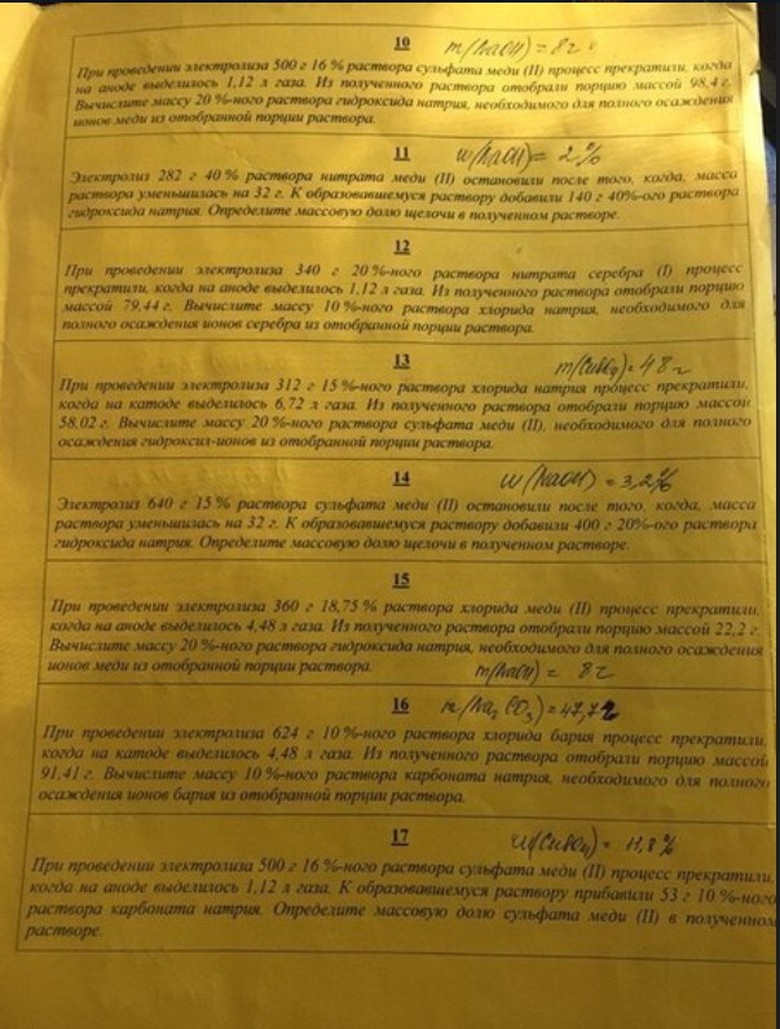 10 m(NaOH) = 8 г
При проведении электролиза 500 г 16 % раствора сульфата меди (II) процесс прекратили, когда
на аноде выделилось 1,12 л газа. Из полученного раствора отобрали порцию массой 98,4 г.
Вычислите массу 20 %-ного раствора гидроксида натрия, необходимого для полного осаждения
ионов меди из отобранной порции раствора.
11 w(NaOH) = 2%
Электролиз 282 г 40 % раствора нитрата меди (II) остановили после того, когда, масса
раствора уменьшилась на 32 г. К образовавшемуся раствору добавили 140 г 40%-ого раствора
гидроксида натрия. Определите массовую долю щелочи в полученном растворе.
12
При проведении электролиза 340 г 20 %-ного раствора нитрата серебра (I) процесс
прекратили, когда на аноде выделилось 1,12 л газа. Из полученного раствора отобрали порцию
массой 79,44 г. Вычислите массу 10 %-ного раствора хлорида натрия, необходимого для
полного осаждения ионов серебра из отобранной порции раствора.
13 m(CuSO4) = 48 г
При проведении электролиза 312 г 15 %-ного раствора хлорида натрия процесс прекратили,
когда на катоде выделилось 6,72 л газа. Из полученного раствора отобрали порцию массой
58,02 г. Вычислите массу 20 %-ного раствора сульфата меди (II), необходимого для полного
осаждения гидроксил-ионов из отобранной порции раствора.
14 w(NaOH) = 3,2%
Электролиз 640 г 15 % раствора сульфата меди (II) остановили после того, когда, масса
раствора уменьшилась на 32 г. К образовавшемуся раствору добавили 400 г 20%-ого раствора
гидроксида натрия. Определите массовую долю щелочи в полученном растворе.
15
При проведении электролиза 360 г 18,75 % раствора хлорида меди (II) процесс прекратили,
когда на аноде выделилось 4,48 л газа. Из полученного раствора отобрали порцию массой 22,2 г.
Вычислите массу 20 %-ного раствора гидроксида натрия, необходимого для полного осаждения
ионов меди из отобранной порции раствора. m(NaOH) = 8 г
16 m(Na2CO3) = 47,7 г
При проведении электролиза 624 г 10 %-ного раствора хлорида бария процесс прекратили,
когда на катоде выделилось 4,48 л газа. Из полученного раствора отобрали порцию массой
91,41 г. Вычислите массу 10 %-ного раствора карбоната натрия, необходимого для полного
осаждения ионов бария из отобранной порции раствора.
17 w(CuSO4) = 11,8%
При проведении электролиза 500 г 16 %-ного раствора сульфата меди (II) процесс прекратили,
когда на аноде выделилось 1,12 л газа. К образовавшемуся раствору прибавили 53 г 10 %-ного
раствора карбоната натрия. Определите массовую долю сульфата меди (II) в полученном
растворе.